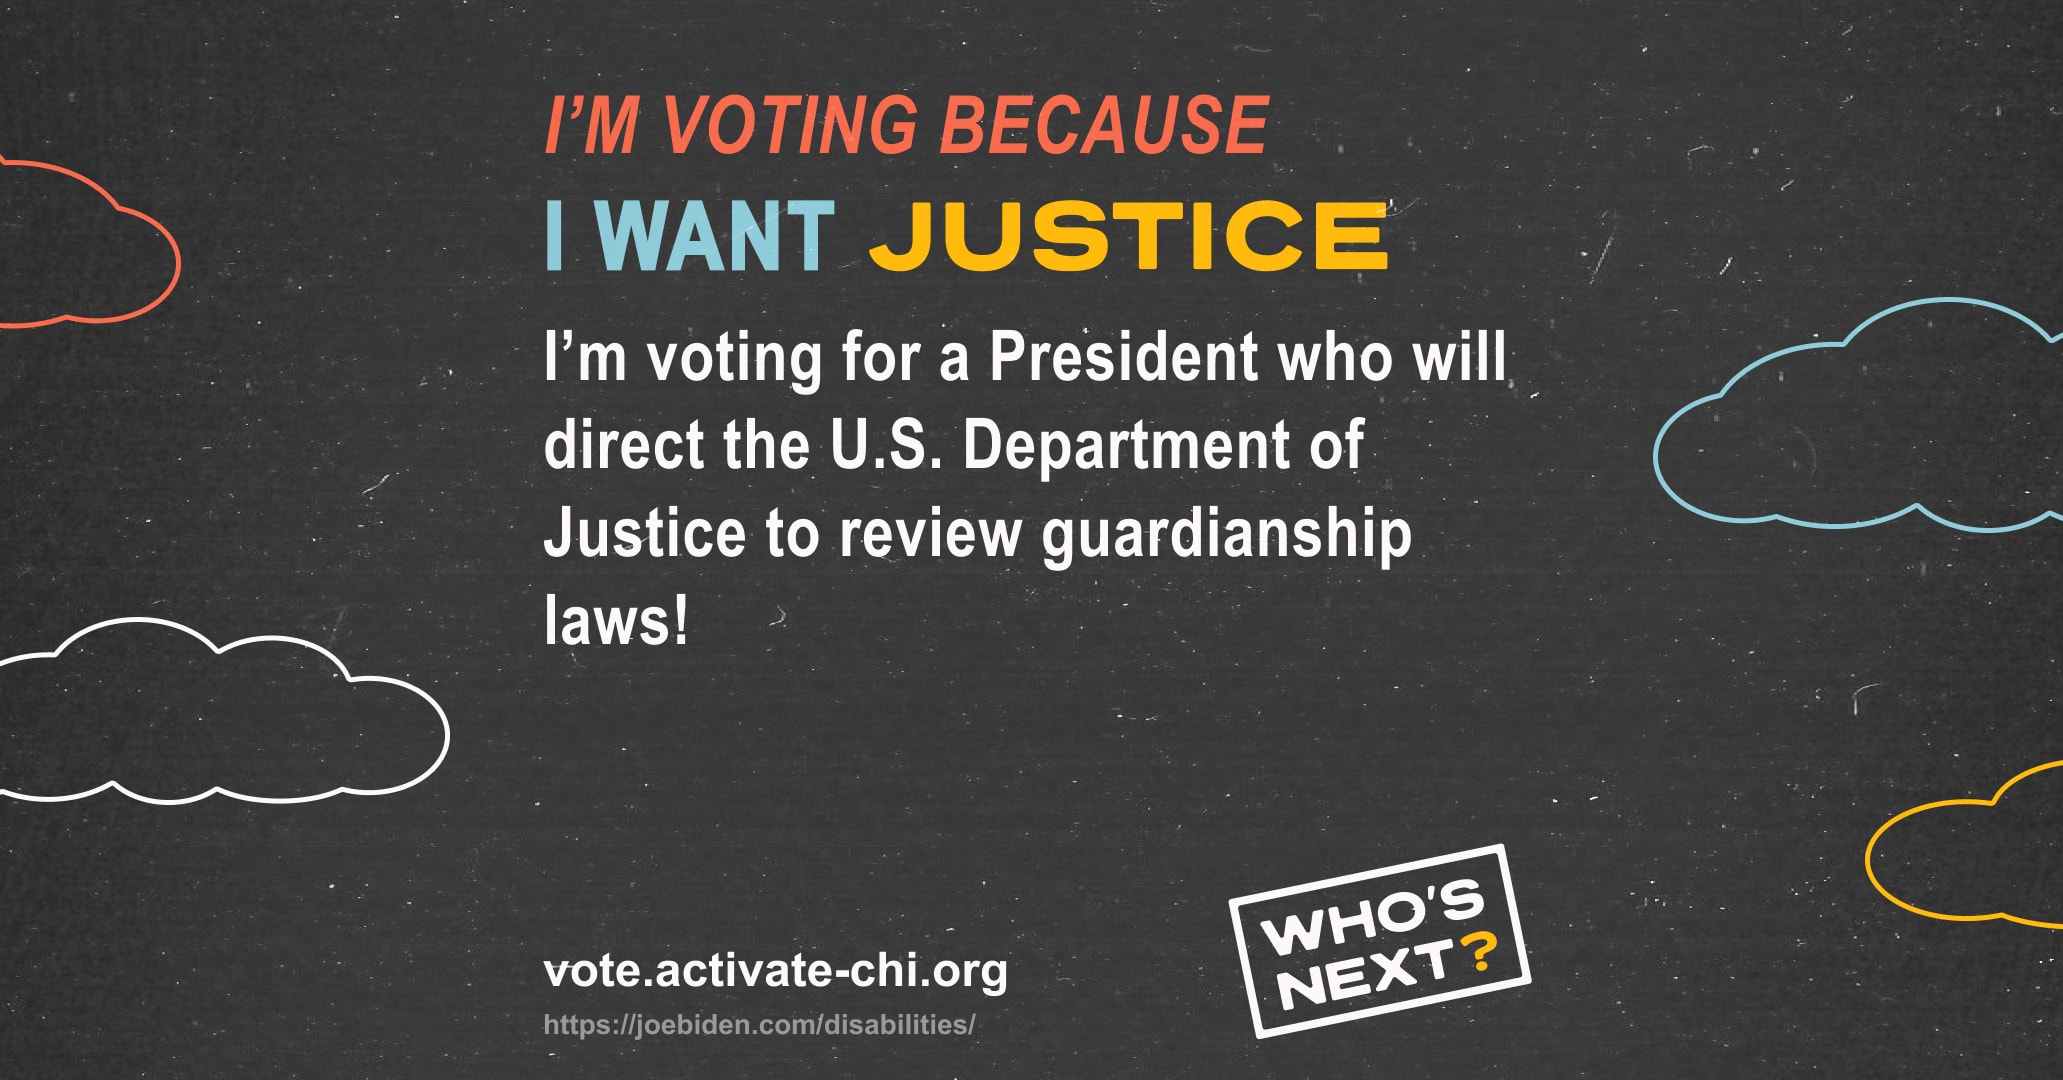 I’M VOTING BECAUSE
I WANT JUSTICE
I’m voting for a President who will
direct the U.S. Department of
Justice to review guardianship
laws!
vote.activate-chi.org
https://joebiden.com/disabilities/
WHO’S
NEXT?